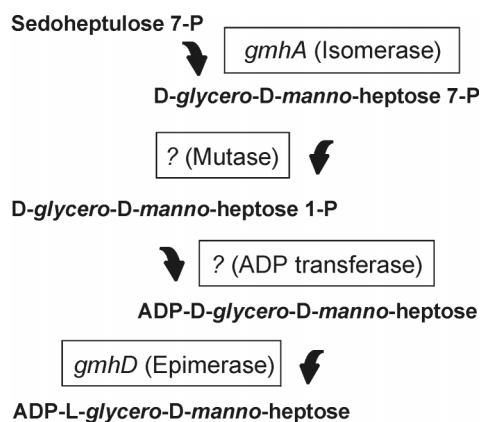 Sedoheptulose 7-P
gmhA (Isomerase)
D-glycero-D-manno-heptose 7-P
? (Mutase)
D-glycero-D-manno-heptose 1-P
? (ADP transferase)
ADP-D-glycero-D-manno-heptose
gmhD (Epimerase)
ADP-L-glycero-D-manno-heptose